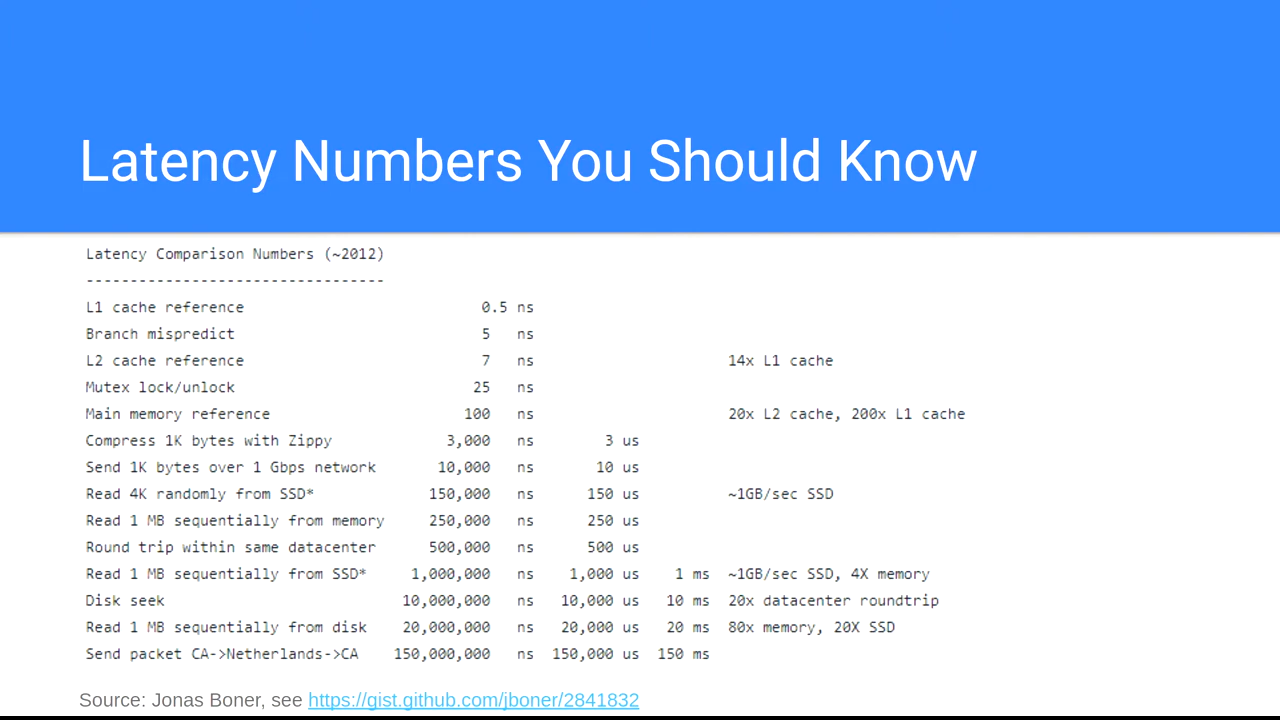 Latency Numbers You Should Know
Latency Comparison Numbers (~2012)
----------------------------------
L1 cache reference 0.5 ns
Branch mispredict 5 ns
L2 cache reference 7 ns 14x L1 cache
Mutex lock/unlock 25 ns
Main memory reference 100 ns 20x L2 cache, 200x L1 cache
Compress 1K bytes with Zippy 3,000 ns 3 us
Send 1K bytes over 1 Gbps network 10,000 ns 10 us
Read 4K randomly from SSD* 150,000 ns 150 us ~1GB/sec SSD
Read 1 MB sequentially from memory 250,000 ns 250 us
Round trip within same datacenter 500,000 ns 500 us
Read 1 MB sequentially from SSD* 1,000,000 ns 1,000 us 1 ms ~1GB/sec SSD, 4X memory
Disk seek 10,000,000 ns 10,000 us 10 ms 20x datacenter roundtrip
Read 1 MB sequentially from disk 20,000,000 ns 20,000 us 20 ms 80x memory, 20X SSD
Send packet CA->Netherlands->CA 150,000,000 ns 150,000 us 150 ms
Source: Jonas Boner, see https://gist.github.com/jboner/2841832